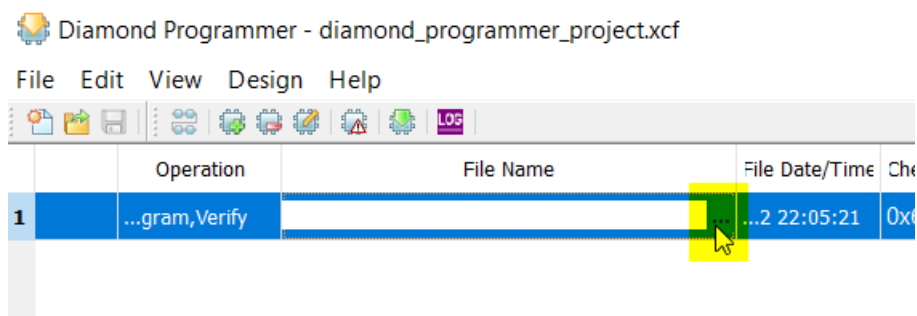 Diamond Programmer - diamond_programmer_project.xcf
File Edit View Design Help
LOG
Operation File Name File Date/Time Che
1 ...gram,Verify ... ...2 22:05:21 0x6